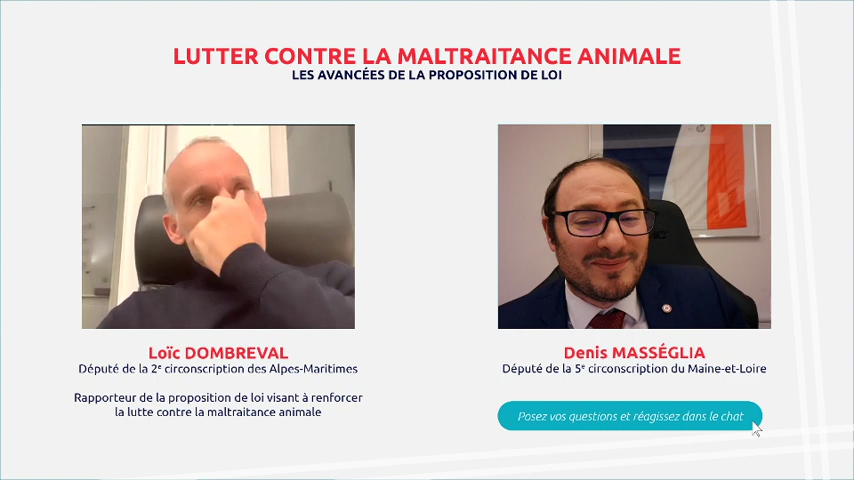 LUTTER CONTRE LA MALTRAITANCE ANIMALE
LES AVANCÉES DE LA PROPOSITION DE LOI
Loïc DOMBREVAL
Député de la 2e circonscription des Alpes-Maritimes
Rapporteur de la proposition de loi visant à renforcer
la lutte contre la maltraitance animale
Denis MASSÉGLIA
Député de la 5e circonscription du Maine-et-Loire
Posez vos questions et réagissez dans le chat